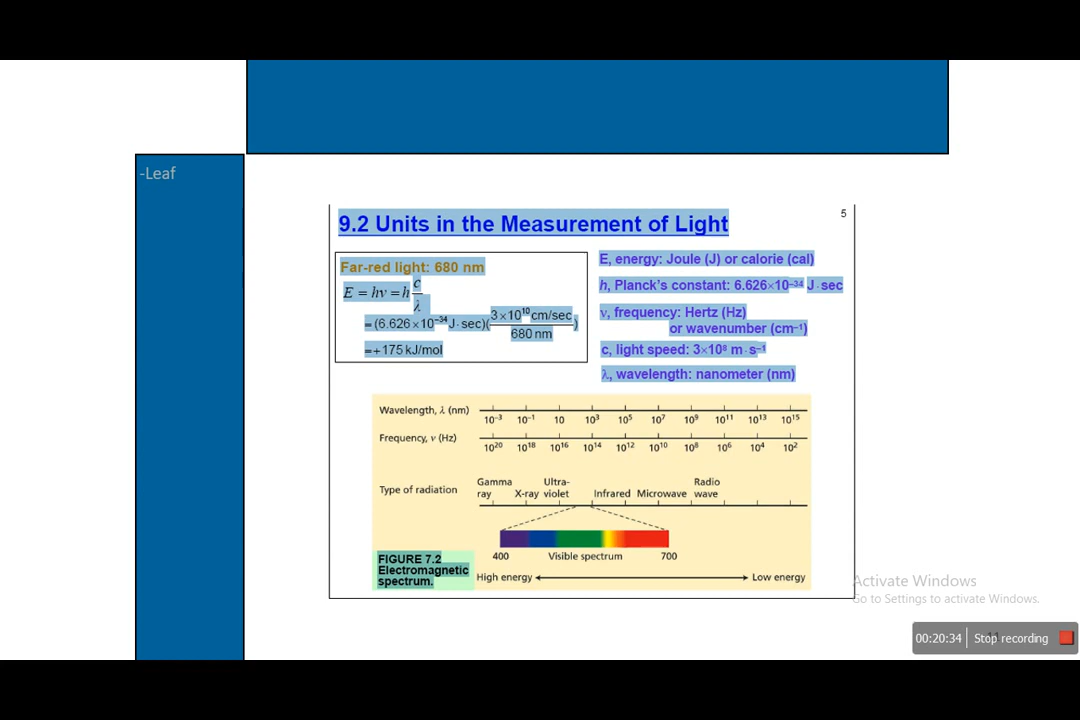 -Leaf
5
9.2 Units in the Measurement of Light
Far-red light: 680 nm
E = hν = h c/λ
= (6.626×10⁻³⁴ J·sec)(3×10¹⁰ cm/sec / 680 nm)
=+175 kJ/mol
E, energy: Joule (J) or calorie (cal)
h, Planck's constant: 6.626×10⁻³⁴ J·sec
ν, frequency: Hertz (Hz)
or wavenumber (cm⁻¹)
c, light speed: 3×10⁸ m·s⁻¹
λ, wavelength: nanometer (nm)
Wavelength, λ (nm) 10⁻³ 10⁻¹ 10 10³ 10⁵ 10⁷ 10⁹ 10¹¹ 10¹³ 10¹⁵
Frequency, ν (Hz) 10²⁰ 10¹⁸ 10¹⁶ 10¹⁴ 10¹² 10¹⁰ 10⁸ 10⁶ 10⁴ 10²
Gamma Ultra- Radio
Type of radiation ray X-ray violet Infrared Microwave wave
400 Visible spectrum 700
FIGURE 7.2
Electromagnetic
spectrum.
High energy Low energy
Activate Windows
Go to Settings to activate Windows.
00:20:34 Stop recording